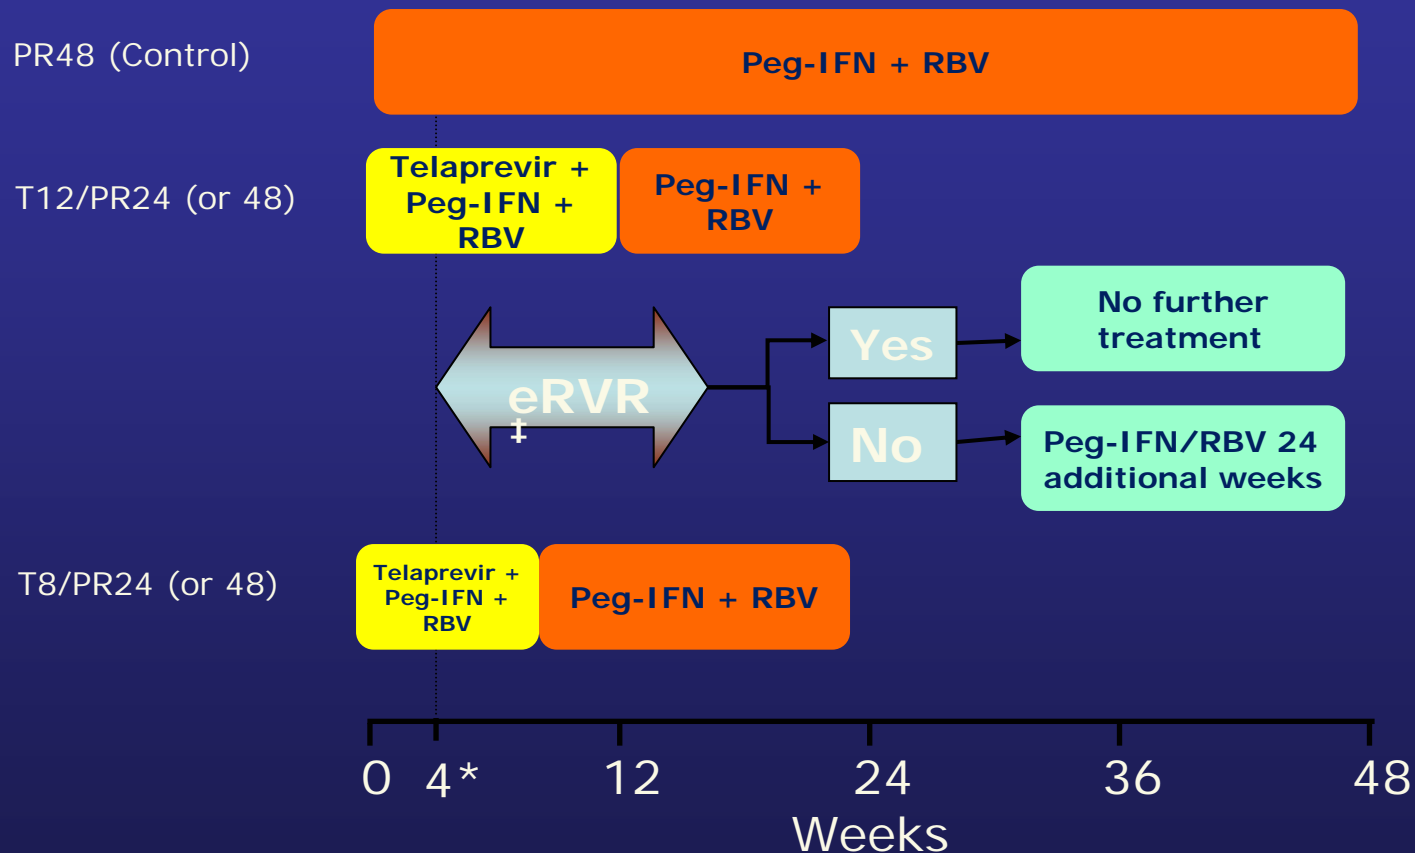 PR48 (Control)
Peg-IFN + RBV
T12/PR24 (or 48)
Telaprevir +
Peg-IFN +
RBV
Peg-IFN +
RBV
eRVR
‡
Yes
No further
treatment
No
Peg-IFN/RBV 24
additional weeks
T8/PR24 (or 48)
Telaprevir +
Peg-IFN +
RBV
Peg-IFN + RBV
0 4* 12 24 36 48
Weeks